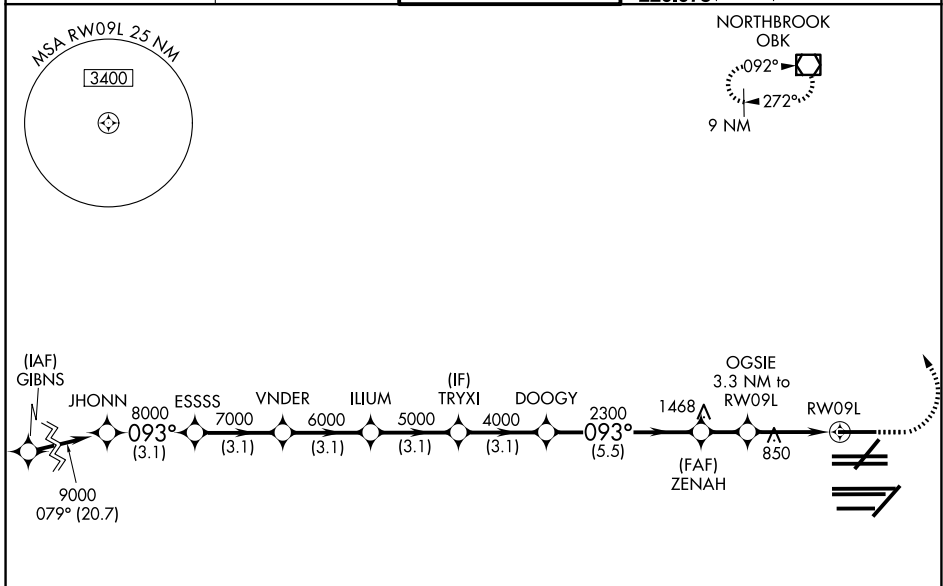 MSA RW09L 25 NM
3400
NORTHBROOK
OBK
092°
272°
9 NM
(IAF)
GIBNS
JHONN
8000
093°
(3.1)
ESSSS
7000
(3.1)
VNDER
6000
(3.1)
ILIUM
5000
(3.1)
(IF)
TRYXI
4000
(3.1)
DOOGY
2300
093°
(5.5)
1468
(FAF)
ZENAH
OGSIE
3.3 NM to
RW09L
850
RW09L
9000
079° (20.7)